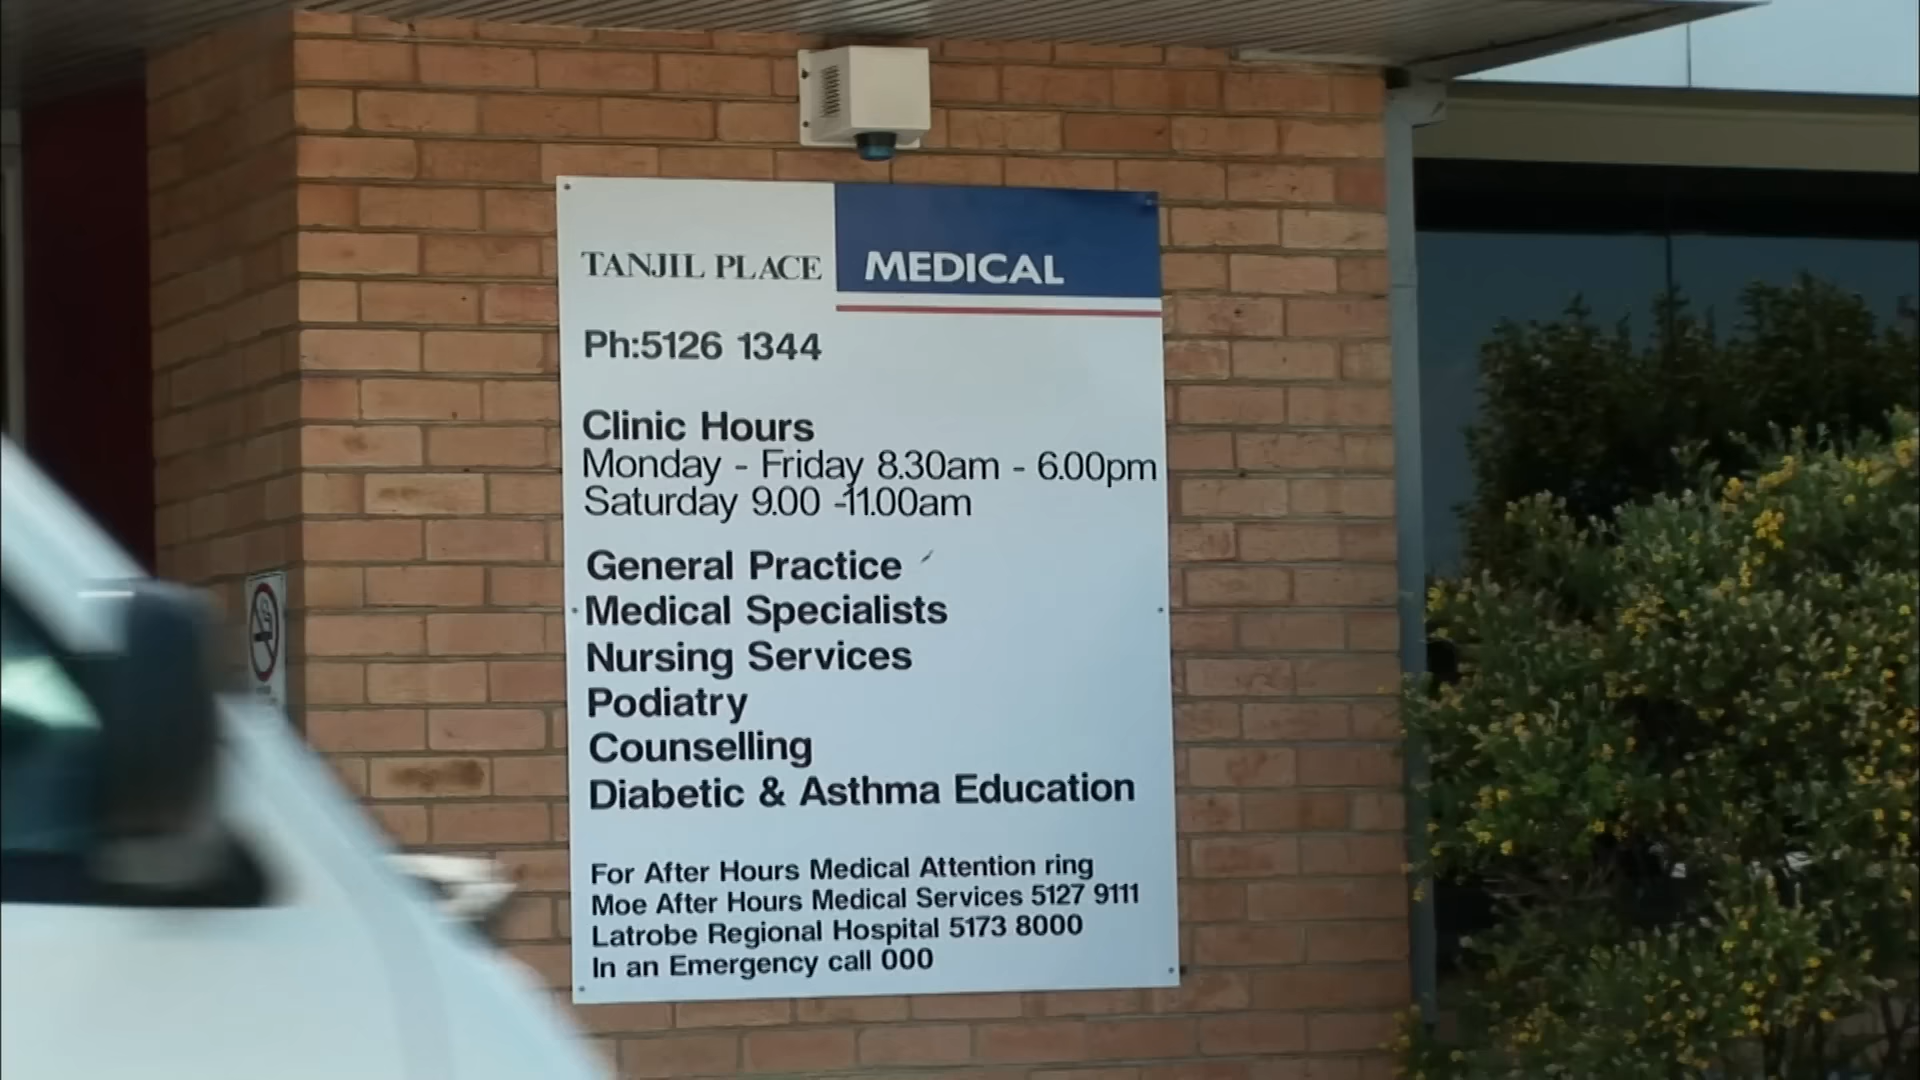 TANJIL PLACE MEDICAL
Ph:5126 1344
Clinic Hours
Monday - Friday 8.30am - 6.00pm
Saturday 9.00 -11.00am
General Practice
Medical Specialists
Nursing Services
Podiatry
Counselling
Diabetic & Asthma Education
For After Hours Medical Attention ring
Moe After Hours Medical Services 5127 9111
Latrobe Regional Hospital 5173 8000
In an Emergency call 000